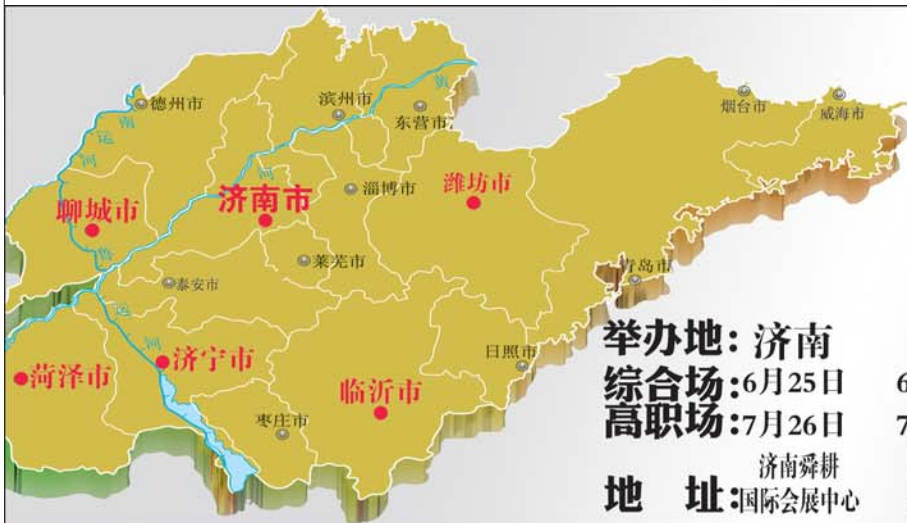 德州市
南
运
河
滨州市
黄
东营市
烟台市
威海市
淄博市
潍坊市
河
济南市
聊城市
莱芜市
鲁
泰安市
青岛市
运
河
济宁市
日照市
菏泽市
临沂市
枣庄市
举办地：济南
综合场：6月25日 6
高职场：7月26日 7
地 址：济南舜耕
国际会展中心